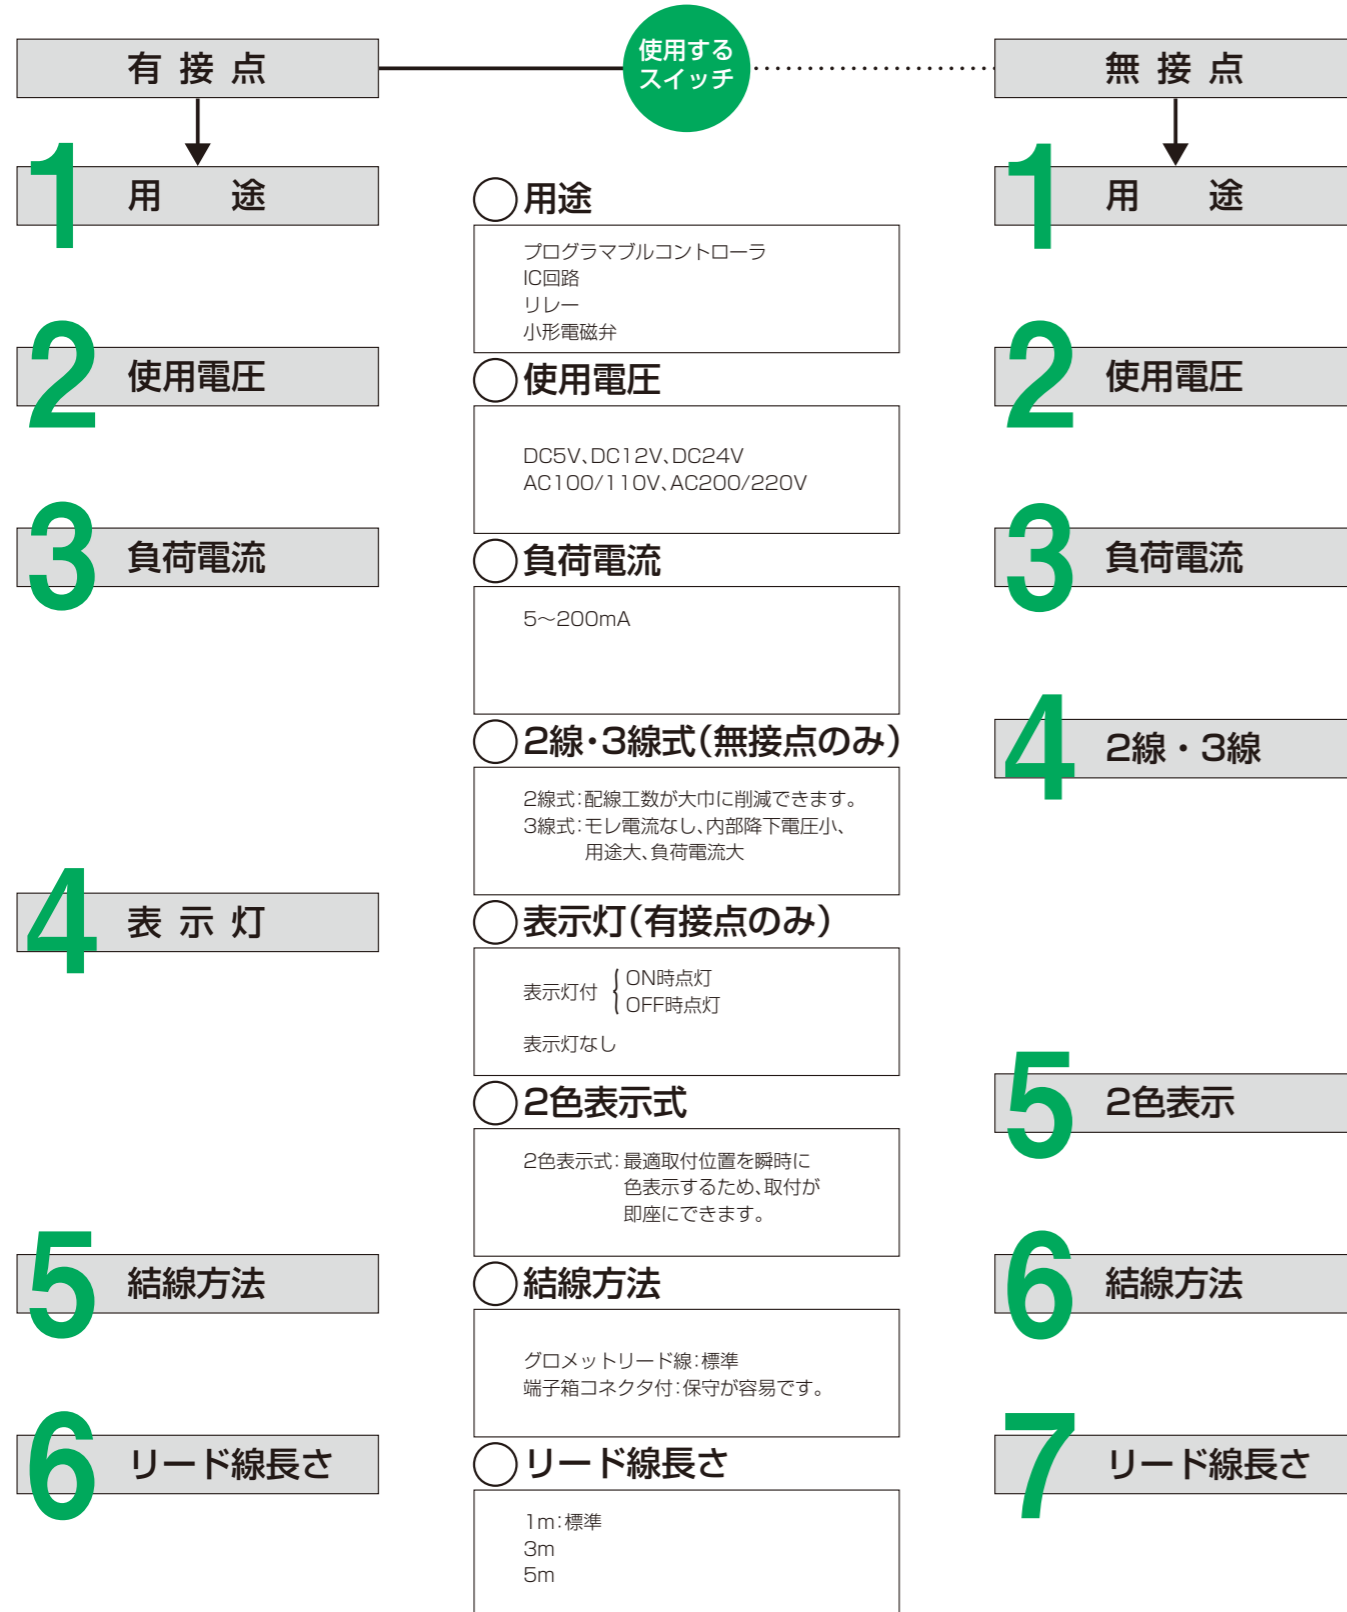 使用する
スイッチ
有接点
無接点
1
用途
2
使用電圧
3
負荷電流
4
表示灯
5
結線方法
6
リード線長さ
用途
プログラマブルコントローラ
IC回路
リレー
小形電磁弁
使用電圧
DC5V、DC12V、DC24V
AC100/110V、AC200/220V
負荷電流
5〜200mA
2線・3線式(無接点のみ)
2線式:配線工数が大巾に削減できます。
3線式:モレ電流なし、内部降下電圧小、
用途大、負荷電流大
表示灯(有接点のみ)
表示灯付 { ON時点灯
OFF時点灯
表示灯なし
2色表示式
2色表示式:最適取付位置を瞬時に
色表示するため、取付が
即座にできます。
結線方法
グロメットリード線:標準
端子箱コネクタ付:保守が容易です。
リード線長さ
1m:標準
3m
5m
1
用途
2
使用電圧
3
負荷電流
4
2線・3線
5
2色表示
6
結線方法
7
リード線長さ